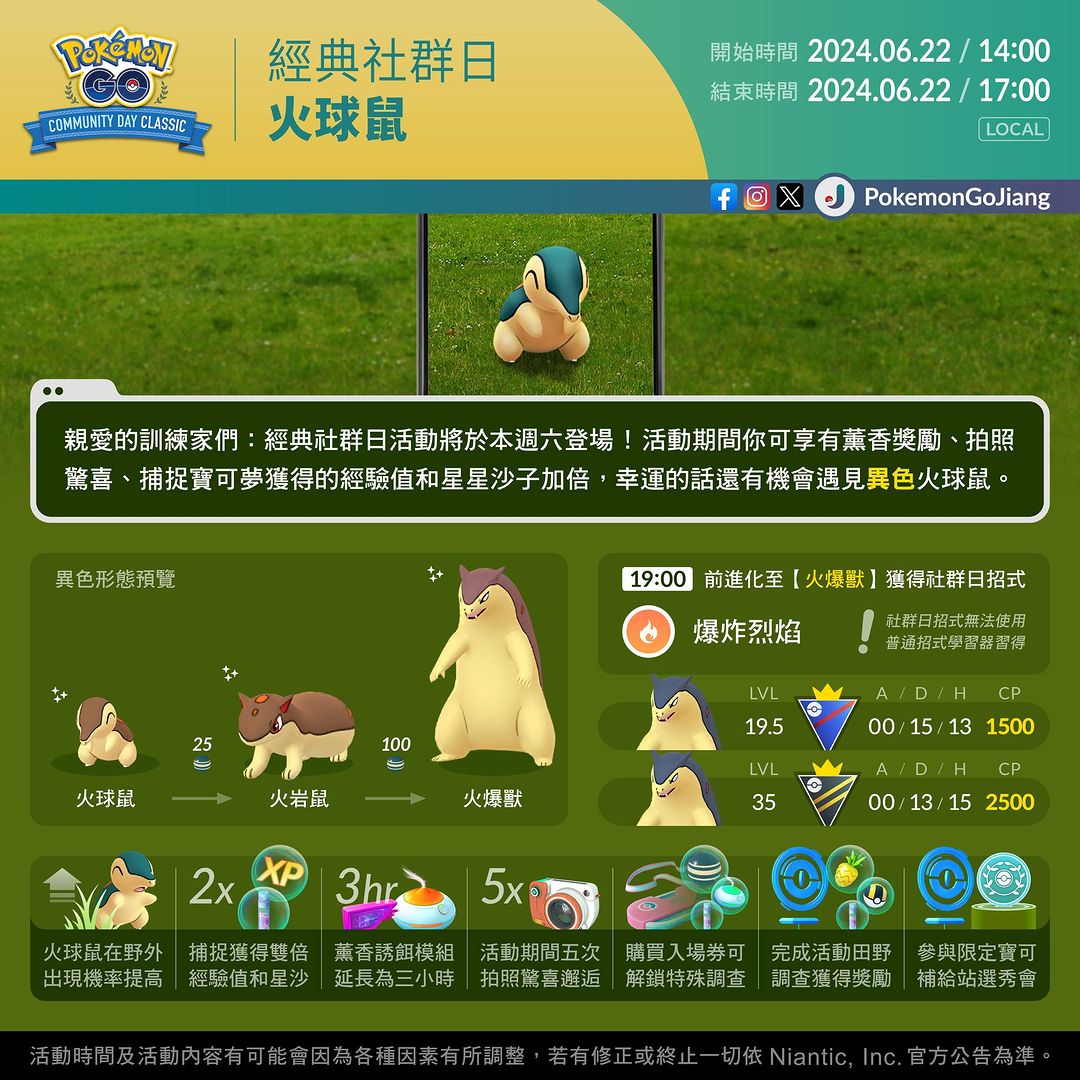 POKÉMON
GO
COMMUNITY DAY CLASSIC
經典社群日
火球鼠
開始時間 2024.06.22 / 14:00
結束時間 2024.06.22 / 17:00
LOCAL
PokemonGoJiang
親愛的訓練家們：經典社群日活動將於本週六登場！活動期間你可享有薰香獎勵、拍照
驚喜、捕捉寶可夢獲得的經驗值和星星沙子加倍，幸運的話還有機會遇見異色火球鼠。
異色形態預覽
25
100
火球鼠
火岩鼠
火爆獸
19:00 前進化至【火爆獸】獲得社群日招式
爆炸烈焰
社群日招式無法使用
普通招式學習器習得
LVL A / D / H CP
19.5 00 / 15 / 13 1500
LVL A / D / H CP
35 00 / 13 / 15 2500
火球鼠在野外
出現機率提高
2x XP
捕捉獲得雙倍
經驗值和星沙
3hr
薰香誘餌模組
延長為三小時
5x
活動期間五次
拍照驚喜邂逅
購買入場券可
解鎖特殊調查
完成活動田野
調查獲得獎勵
參與限定寶可
補給站選秀會
活動時間及活動內容有可能會因為各種因素有所調整，若有修正或終止一切依 Niantic, Inc. 官方公告為準。